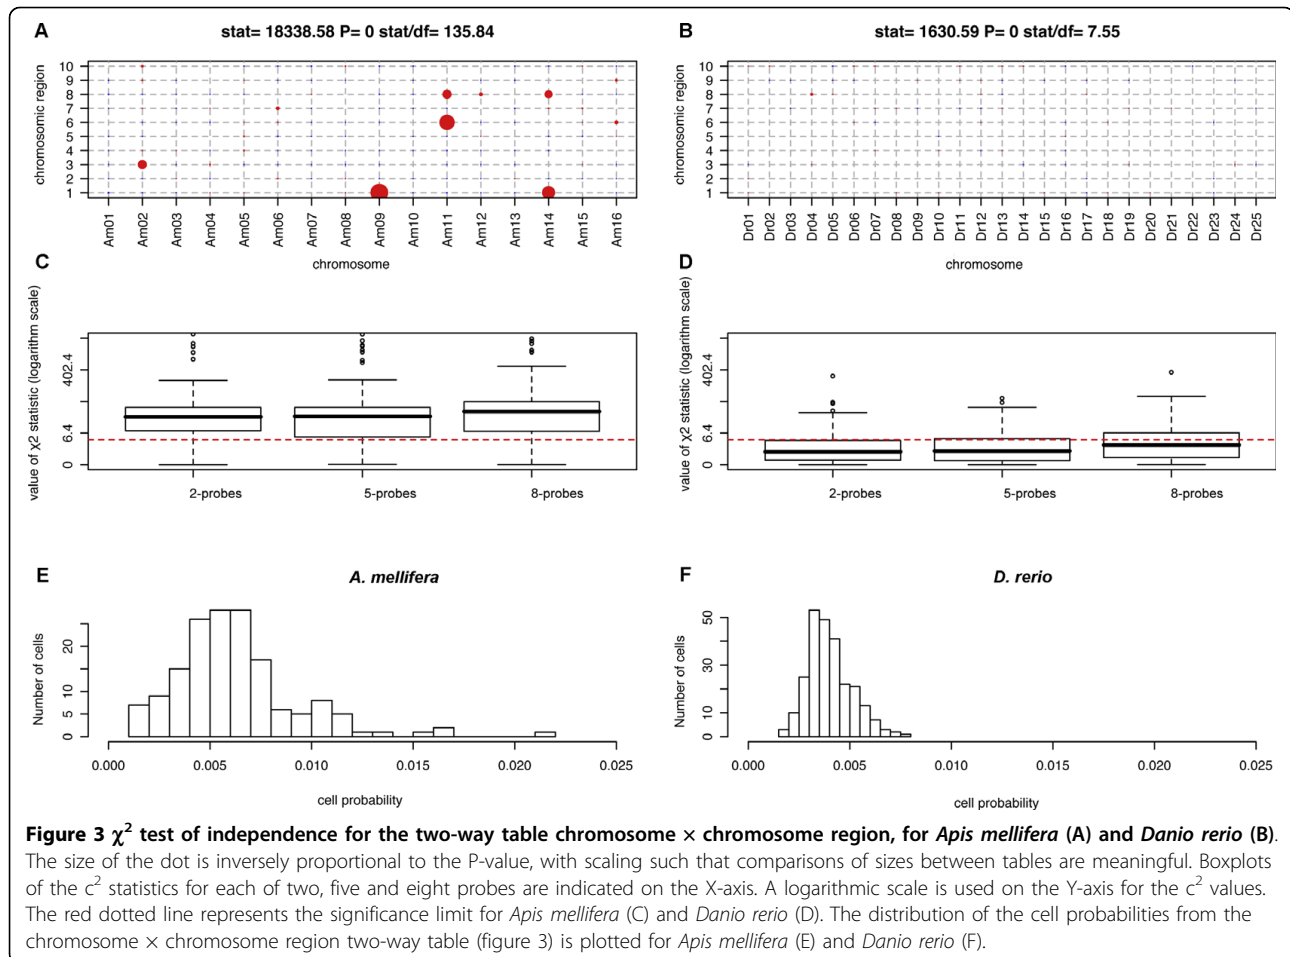 A
stat= 18338.58 P= 0 stat/df= 135.84
chromosomic region
10
9
8
7
6
5
4
3
2
1
Am01
Am02
Am03
Am04
Am05
Am06
Am07
Am08
Am09
Am10
Am11
Am12
Am13
Am14
Am15
Am16
chromosome
B
stat= 1630.59 P= 0 stat/df= 7.55
chromosomic region
10
9
8
7
6
5
4
3
2
1
Dr01
Dr02
Dr03
Dr04
Dr05
Dr06
Dr07
Dr08
Dr09
Dr10
Dr11
Dr12
Dr13
Dr14
Dr15
Dr16
Dr17
Dr18
Dr19
Dr20
Dr21
Dr22
Dr23
Dr24
Dr25
chromosome
C
value of χ2 statistic (logarithm scale)
402.4
6.4
0
2-probes
5-probes
8-probes
D
value of χ2 statistic (logarithm scale)
402.4
6.4
0
2-probes
5-probes
8-probes
E
A. mellifera
Number of cells
20
10
5
0
0.000
0.005
0.010
0.015
0.020
0.025
cell probability
F
D. rerio
Number of cells
50
30
10
0
0.000
0.005
0.010
0.015
0.020
0.025
cell probability
Figure 3 χ² test of independence for the two-way table chromosome × chromosome region, for Apis mellifera (A) and Danio rerio (B).
The size of the dot is inversely proportional to the P-value, with scaling such that comparisons of sizes between tables are meaningful. Boxplots
of the c² statistics for each of two, five and eight probes are indicated on the X-axis. A logarithmic scale is used on the Y-axis for the c² values.
The red dotted line represents the significance limit for Apis mellifera (C) and Danio rerio (D). The distribution of the cell probabilities from the
chromosome × chromosome region two-way table (figure 3) is plotted for Apis mellifera (E) and Danio rerio (F).